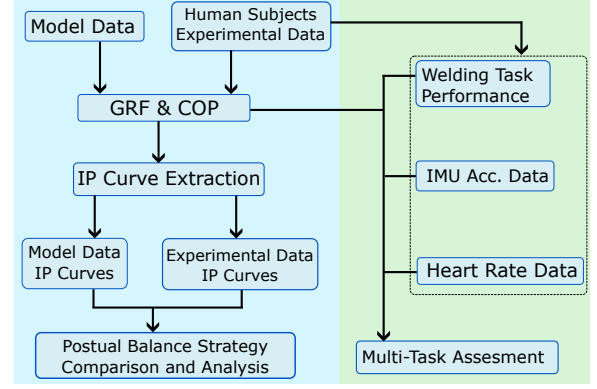 Model Data
Human Subjects
Experimental Data
Welding Task
Performance
GRF & COP
IP Curve Extraction
IMU Acc. Data
Model Data
IP Curves
Experimental Data
IP Curves
Heart Rate Data
Postual Balance Strategy
Comparison and Analysis
Multi-Task Assesment